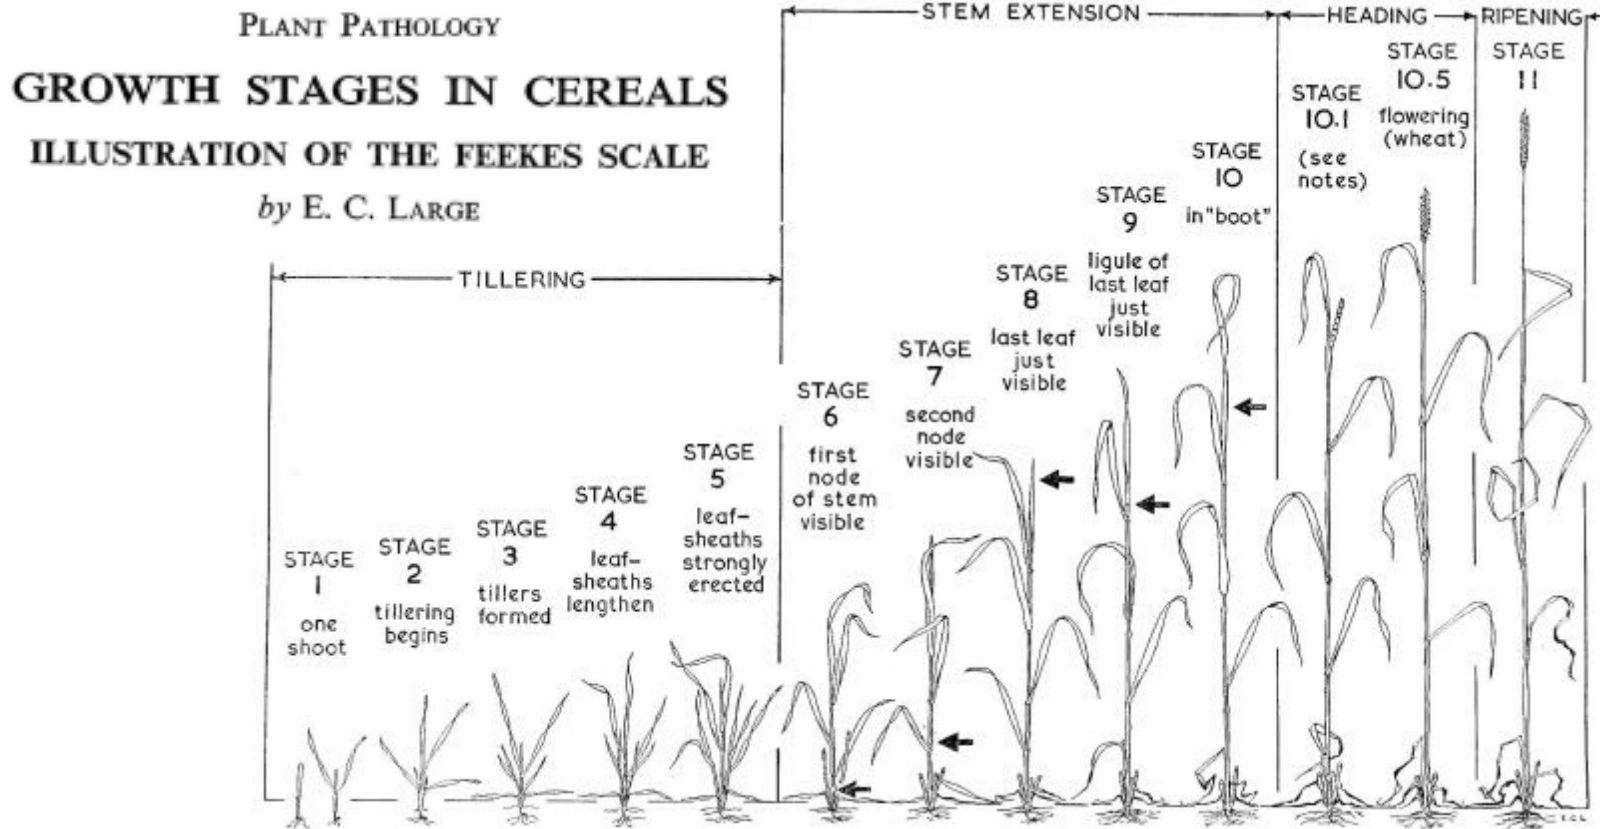 PLANT PATHOLOGY
GROWTH STAGES IN CEREALS
ILLUSTRATION OF THE FEEKES SCALE
by E. C. LARGE
TILLERING
STEM EXTENSION
HEADING
RIPENING
STAGE
1
one
shoot
STAGE
2
tillering
begins
STAGE
3
tillers
formed
STAGE
4
leaf-
sheaths
lengthen
STAGE
5
leaf-
sheaths
strongly
erected
STAGE
6
first
node
of stem
visible
STAGE
7
second
node
visible
STAGE
8
last leaf
just
visible
STAGE
9
ligule of
last leaf
just
visible
STAGE
10
in "boot"
STAGE
10.1
(see
notes)
STAGE
10.5
flowering
(wheat)
STAGE
11
E.C.L.